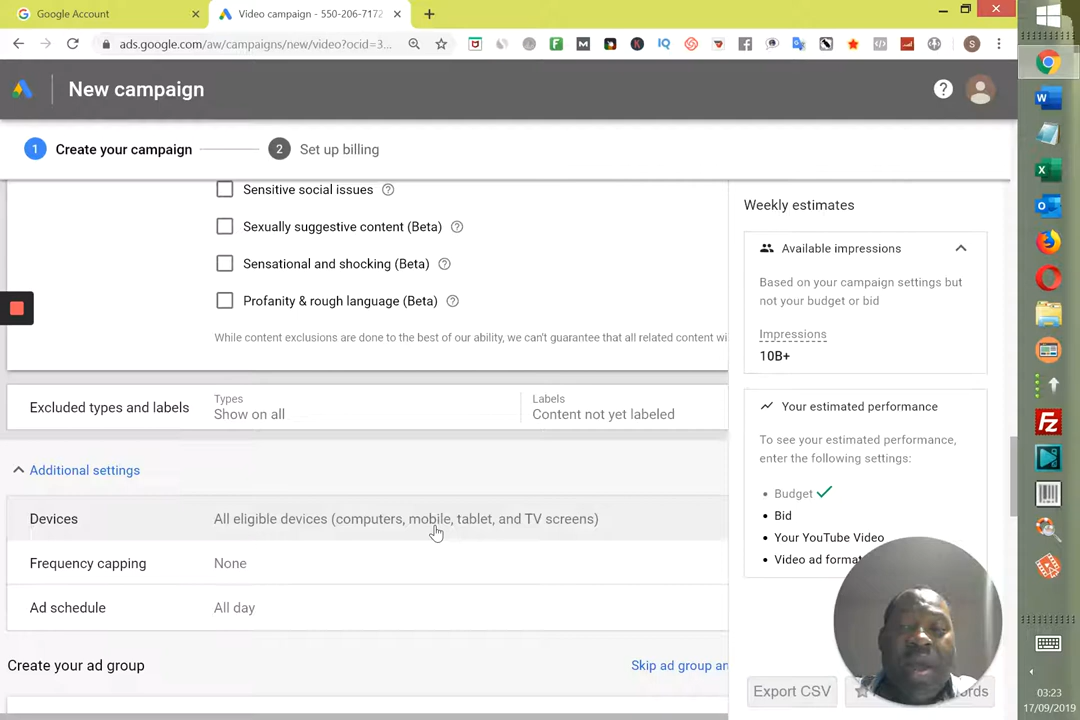 Google Account
Video campaign - 550-206-7172
ads.google.com/aw/campaigns/new/video?ocid=3...
New campaign
1 Create your campaign
2 Set up billing
Sensitive social issues
Sexually suggestive content (Beta)
Sensational and shocking (Beta)
Profanity & rough language (Beta)
While content exclusions are done to the best of our ability, we can't guarantee that all related content wi
Excluded types and labels
Types
Show on all
Labels
Content not yet labeled
Additional settings
Devices
All eligible devices (computers, mobile, tablet, and TV screens)
Frequency capping
None
Ad schedule
All day
Create your ad group
Skip ad group an
Weekly estimates
Available impressions
Based on your campaign settings but
not your budget or bid
Impressions
10B+
Your estimated performance
To see your estimated performance,
enter the following settings:
Budget
Bid
Your YouTube Video
Video ad forma
Export CSV
03:23
17/09/2019